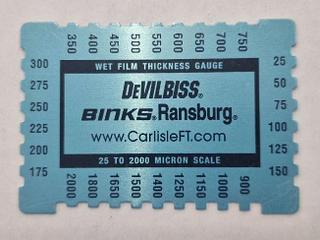 350 400 450 500 550 600 700 750
300 WET FILM THICKNESS GAUGE 25
275 DEVILBISS® 50
250 BINKS® Ransburg® 75
225 www.CarlisleFT.com 100
200 125
175 25 TO 2000 MICRON SCALE 150
2000 1800 1650 1400 1250 1150 1000 900